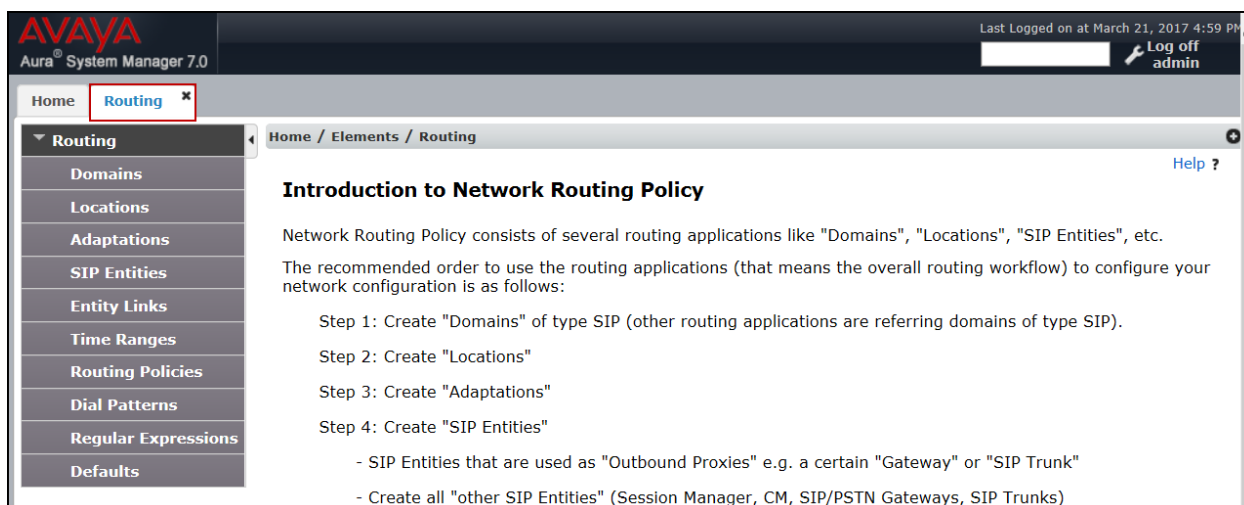 AVAYA
Aura® System Manager 7.0
Last Logged on at March 21, 2017 4:59 PM
Log off
admin
Home
Routing
Routing
Domains
Locations
Adaptations
SIP Entities
Entity Links
Time Ranges
Routing Policies
Dial Patterns
Regular Expressions
Defaults
Home / Elements / Routing
Help ?
Introduction to Network Routing Policy
Network Routing Policy consists of several routing applications like "Domains", "Locations", "SIP Entities", etc.
The recommended order to use the routing applications (that means the overall routing workflow) to configure your
network configuration is as follows:
Step 1: Create "Domains" of type SIP (other routing applications are referring domains of type SIP).
Step 2: Create "Locations"
Step 3: Create "Adaptations"
Step 4: Create "SIP Entities"
- SIP Entities that are used as "Outbound Proxies" e.g. a certain "Gateway" or "SIP Trunk"
- Create all "other SIP Entities" (Session Manager, CM, SIP/PSTN Gateways, SIP Trunks)